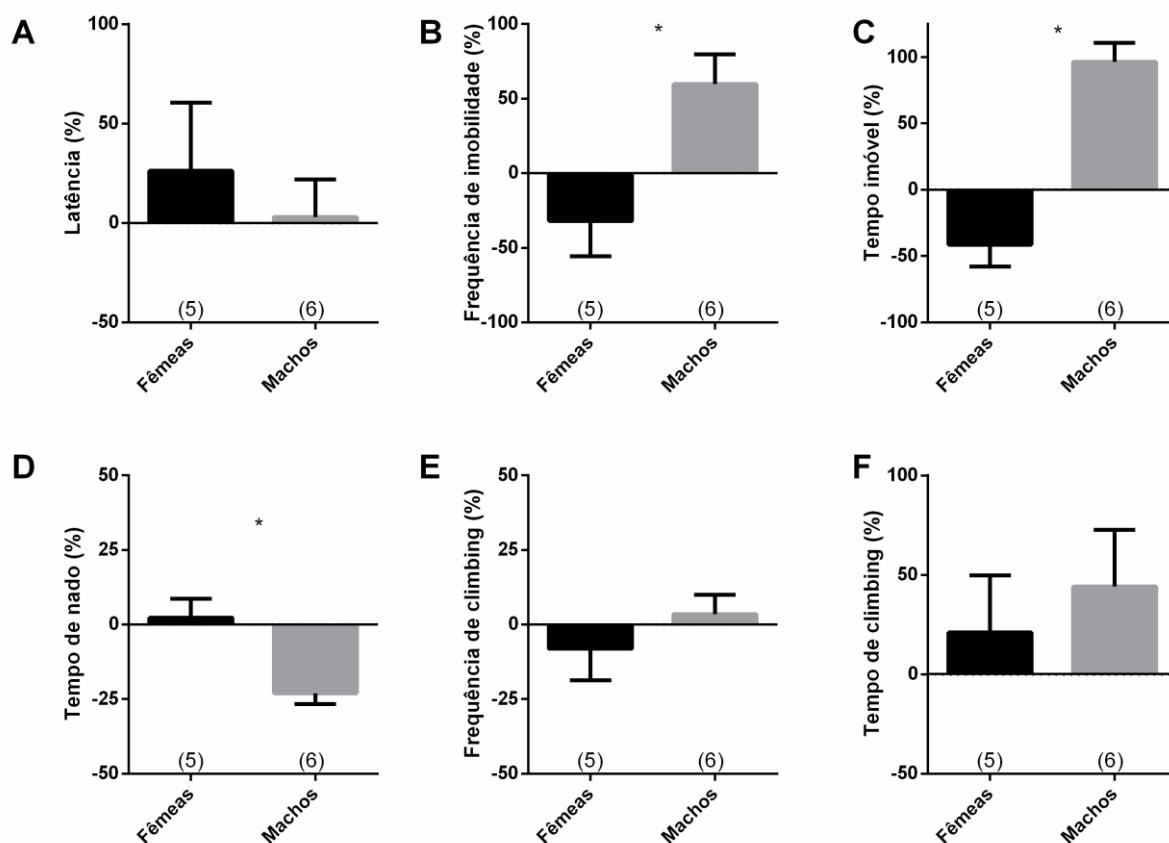 A
Latência (%)
100
50
0
-50
(5)
(6)
Fêmeas
Machos
B
Frequência de imobilidade (%)
*
100
50
0
-50
-100
(5)
(6)
Fêmeas
Machos
C
Tempo imóvel (%)
*
100
50
0
-50
-100
(5)
(6)
Fêmeas
Machos
D
Tempo de nado (%)
*
50
25
0
-25
-50
(5)
(6)
Fêmeas
Machos
E
Frequência de climbing (%)
50
25
0
-25
-50
(5)
(6)
Fêmeas
Machos
F
Tempo de climbing (%)
100
50
0
-50
(5)
(6)
Fêmeas
Machos